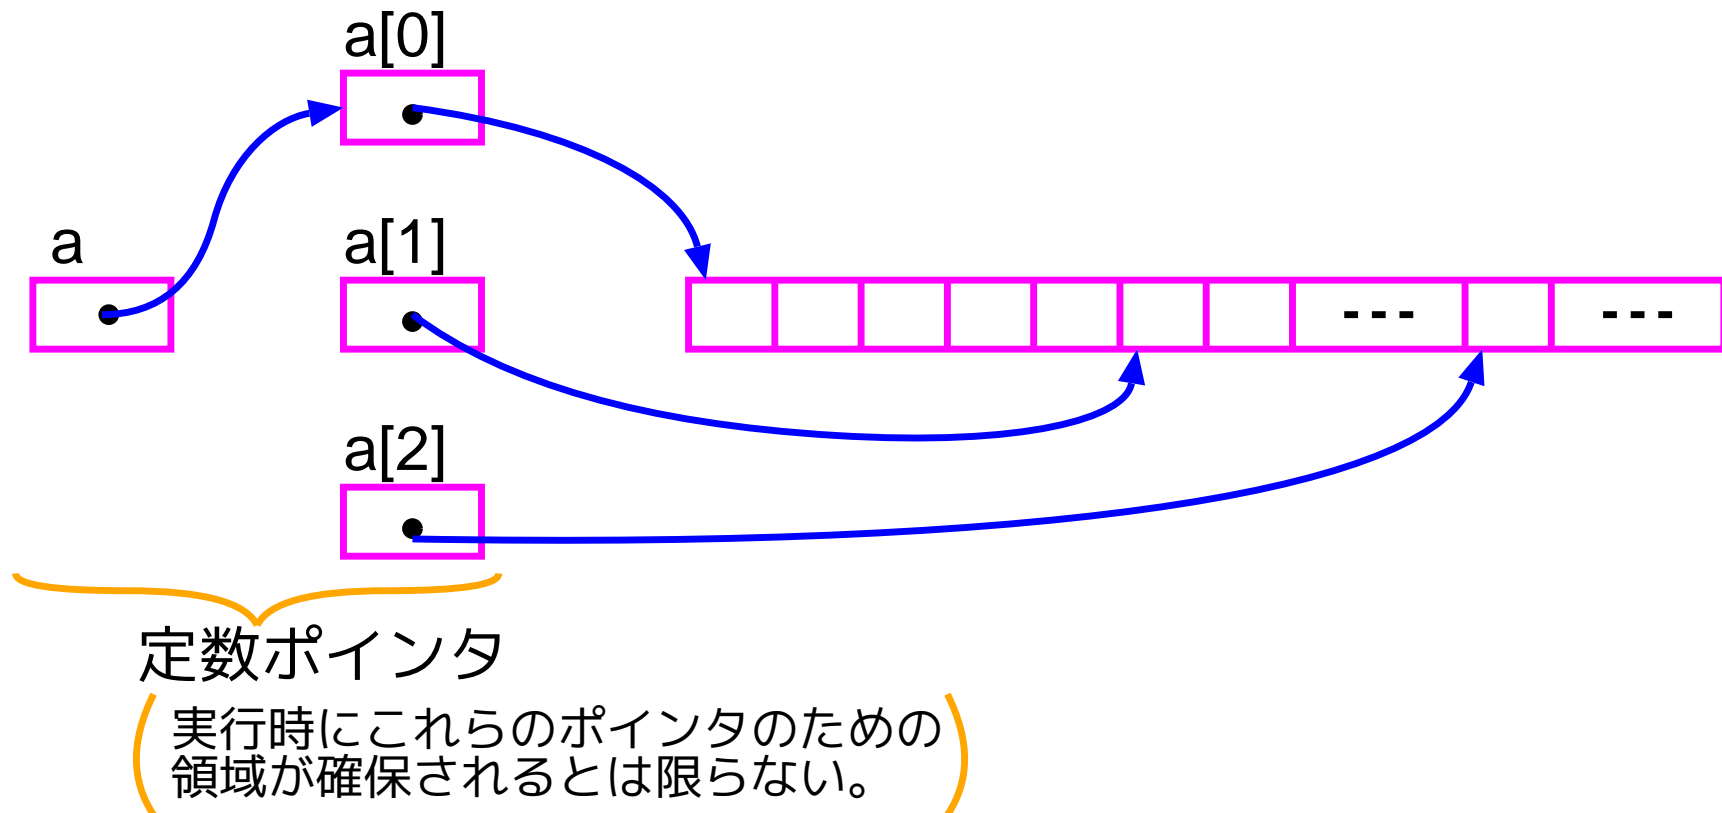 a[0]
a
a[1]
---
---
a[2]
定数ポインタ
実行時にこれらのポインタのための
領域が確保されるとは限らない。